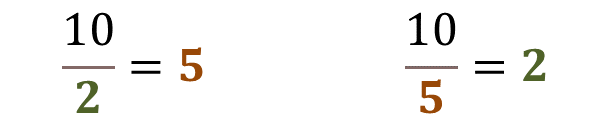 10/2 = 5
10/5 = 2